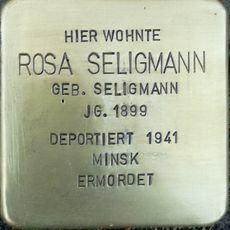 HIER WOHNTE
ROSA SELIGMANN
GEB. SELIGMANN
JG. 1899
DEPORTIERT 1941
MINSK
ERMORDET